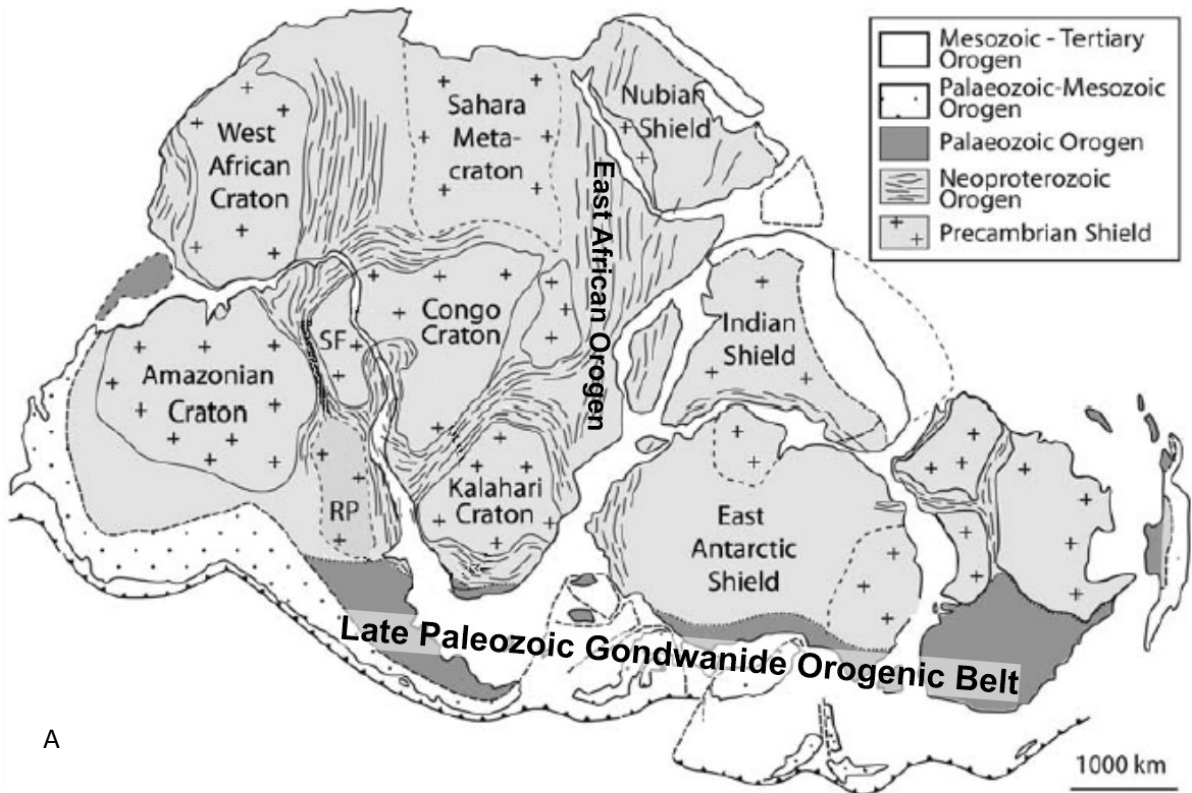 Mesozoic - Tertiary
Orogen
Palaeozoic-Mesozoic
Orogen
Palaeozoic Orogen
Neoproterozoic
Orogen
Precambrian Shield
West
African
Craton
Sahara
Meta-
craton
Nubian
Shield
East African Orogen
Congo
Craton
SF
Indian
Shield
Amazonian
Craton
RP
Kalahari
Craton
East
Antarctic
Shield
Late Paleozoic Gondwanide Orogenic Belt
A
1000 km